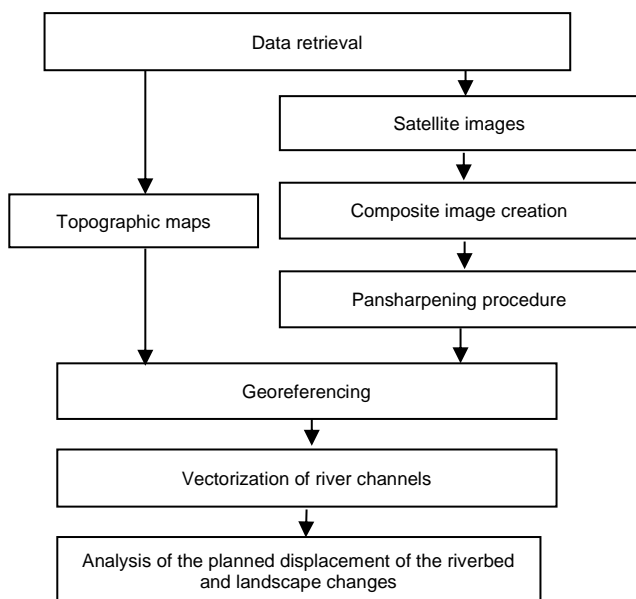 Data retrieval
Satellite images
Composite image creation
Topographic maps
Pansharpening procedure
Georeferencing
Vectorization of river channels
Analysis of the planned displacement of the riverbed
and landscape changes